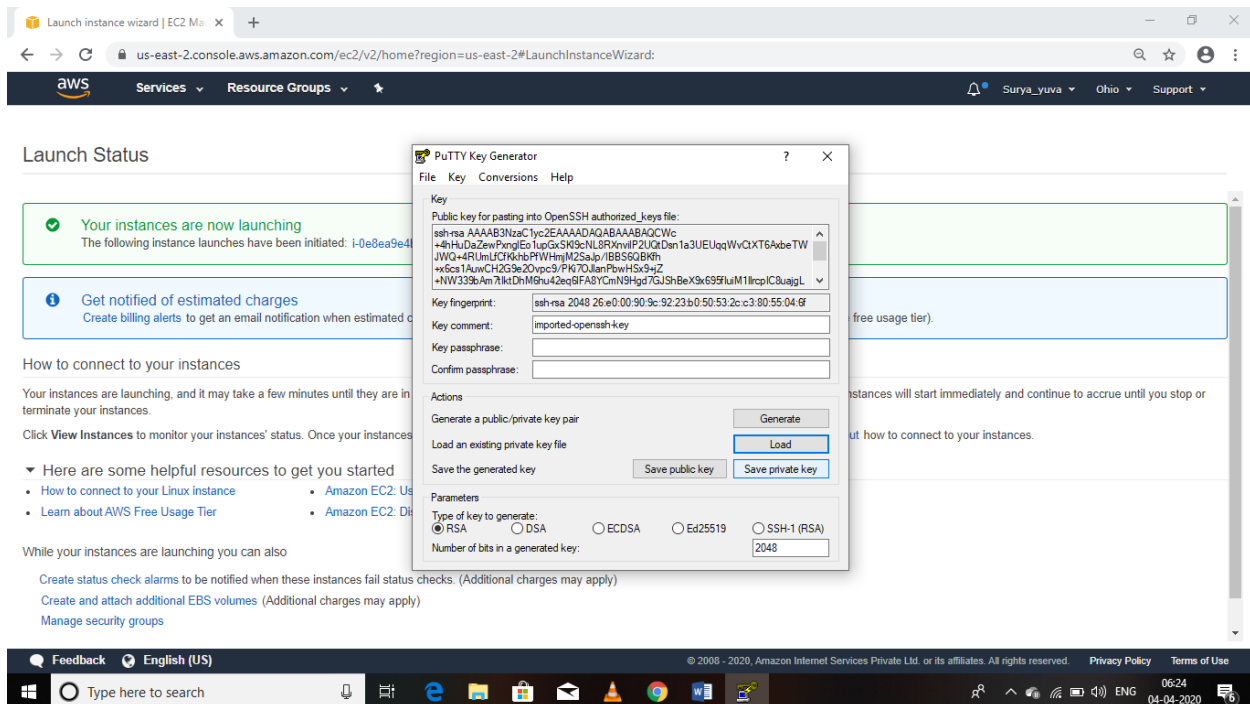 Launch instance wizard | EC2 Ma
us-east-2.console.aws.amazon.com/ec2/v2/home?region=us-east-2#LaunchInstanceWizard:
aws Services Resource Groups Surya_yuva Ohio Support
Launch Status
Your instances are now launching
The following instance launches have been initiated: i-0e8ea9e4
Get notified of estimated charges
Create billing alerts to get an email notification when estimated free usage tier).
How to connect to your instances
Your instances are launching, and it may take a few minutes until they are in instances will start immediately and continue to accrue until you stop or
terminate your instances.
Click View Instances to monitor your instances' status. Once your instances how to connect to your instances.
Here are some helpful resources to get you started
How to connect to your Linux instance
Amazon EC2:
Learn about AWS Free Usage Tier
Amazon EC2:
While your instances are launching you can also
Create status check alarms to be notified when these instances fail status checks. (Additional charges may apply)
Create and attach additional EBS volumes (Additional charges may apply)
Manage security groups
PuTTY Key Generator ?
File Key Conversions Help
Key
Public key for pasting into OpenSSH authorized_keys file:
ssh-rsa
Key fingerprint: ssh-rsa 2048 26:e0:00:90:9c:92:23:b0:50:53:2c:c3:80:55:04:6f
Key comment: imported-openssh-key
Key passphrase:
Confirm passphrase:
Actions
Generate a public/private key pair Generate
Load an existing private key file Load
Save the generated key Save public key Save private key
Parameters
Type of key to generate:
RSA DSA ECDSA Ed25519 SSH-1 (RSA)
Number of bits in a generated key: 2048
Feedback English (US) © 2008 - 2020, Amazon Internet Services Private Ltd. or its affiliates. All rights reserved. Privacy Policy Terms of Use
Type here to search ENG 06:24
04-04-2020 6